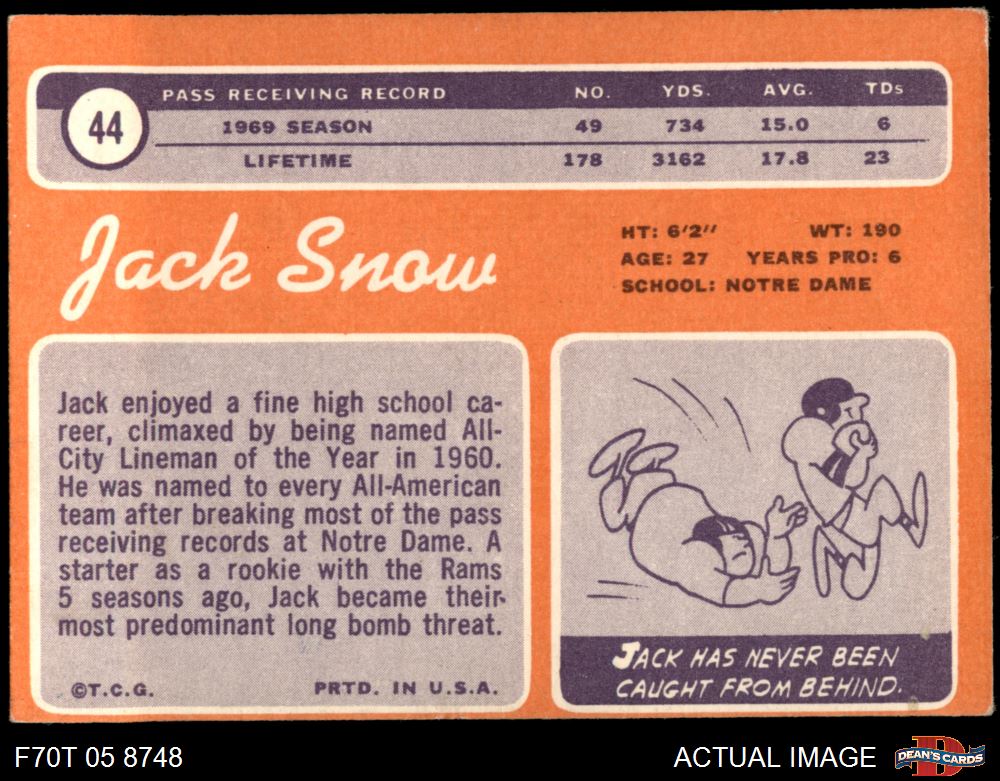 44
PASS RECEIVING RECORD NO. YDS. AVG. TDs
1969 SEASON 49 734 15.0 6
LIFETIME 178 3162 17.8 23
Jack Snow
HT: 6'2" WT: 190
AGE: 27 YEARS PRO: 6
SCHOOL: NOTRE DAME
Jack enjoyed a fine high school ca-
reer, climaxed by being named All-
City Lineman of the Year in 1960.
He was named to every All-American
team after breaking most of the pass
receiving records at Notre Dame. A
starter as a rookie with the Rams
5 seasons ago, Jack became their
most predominant long bomb threat.
©T.C.G. PRTD. IN U.S.A.
JACK HAS NEVER BEEN
CAUGHT FROM BEHIND.
F70T 05 8748
ACTUAL IMAGE
D
DEAN'S CARDS